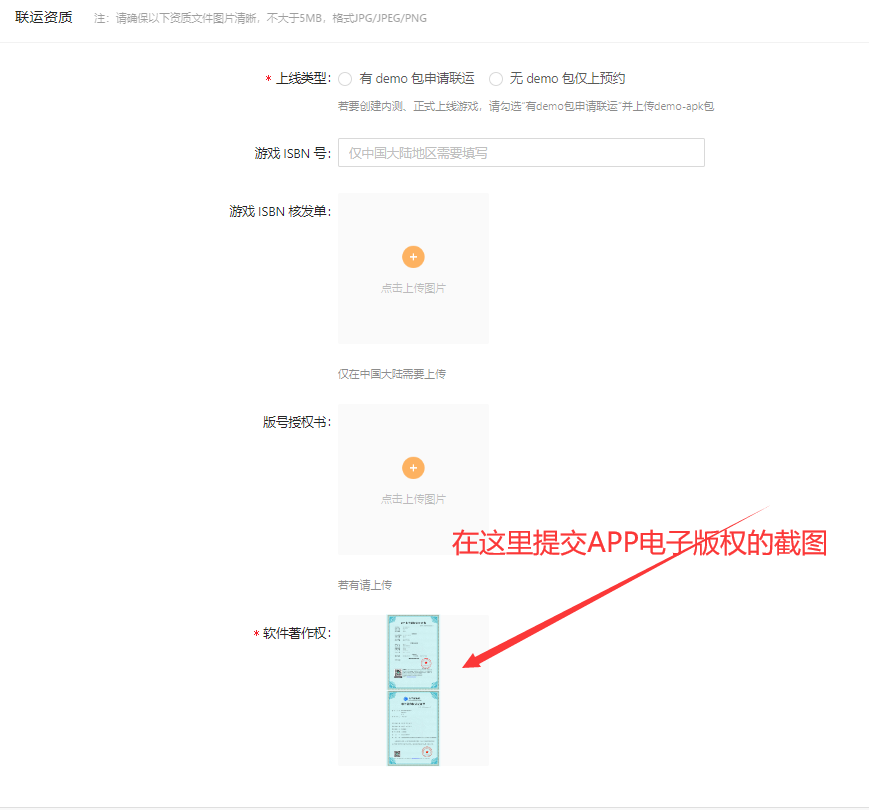 联运资质 注：请确保以下资质文件图片清晰，不大于5MB，格式JPG/JPEG/PNG
* 上线类型： 有 demo 包申请联运 无 demo 包仅上预约
若要创建内测、正式上线游戏，请勾选“有demo包申请联运”并上传demo-apk包
游戏 ISBN 号： 仅中国大陆地区需要填写
游戏 ISBN 核发单：
+
点击上传图片
仅在中国大陆需要上传
版号授权书：
+
点击上传图片
在这里提交APP电子版权的截图
若有请上传
* 软件著作权：